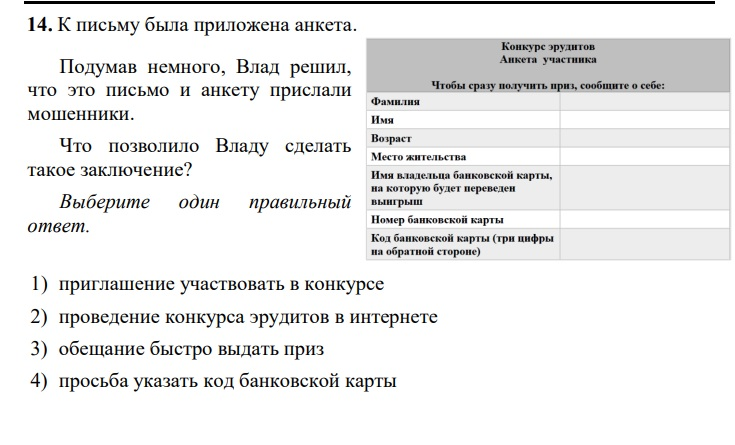 14. К письму была приложена анкета.
Подумав немного, Влад решил,
что это письмо и анкету прислали
мошенники.
Что позволило Владу сделать
такое заключение?
Выберите один правильный
ответ.
Конкурс эрудитов
Анкета участника
Чтобы сразу получить приз, сообщите о себе:
Фамилия
Имя
Возраст
Место жительства
Имя владельца банковской карты,
на которую будет переведен
выигрыш
Номер банковской карты
Код банковской карты (три цифры
на обратной стороне)
1) приглашение участвовать в конкурсе
2) проведение конкурса эрудитов в интернете
3) обещание быстро выдать приз
4) просьба указать код банковской карты